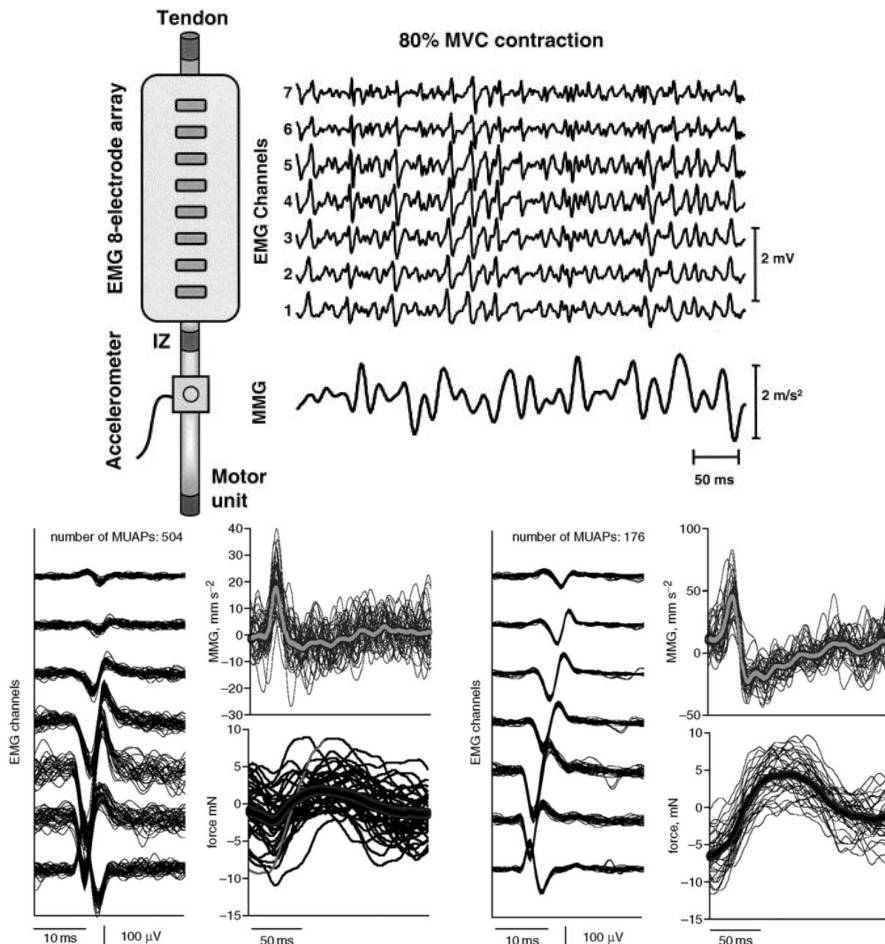 Tendon
80% MVC contraction
EMG 8-electrode array
EMG Channels
7
6
5
4
3
2
1
2 mV
IZ
Accelerometer
MMG
2 m/s²
50 ms
Motor
unit
number of MUAPs: 504
EMG channels
10 ms
100 µV
MMG, mm s⁻²
40
30
20
10
0
−10
−20
−30
force mN
10
5
0
−5
−10
−15
50 ms
number of MUAPs: 176
EMG channels
10 ms
100 µV
MMG, mm s⁻²
100
50
0
−50
force, mN
10
5
0
−5
−10
−15
50 ms